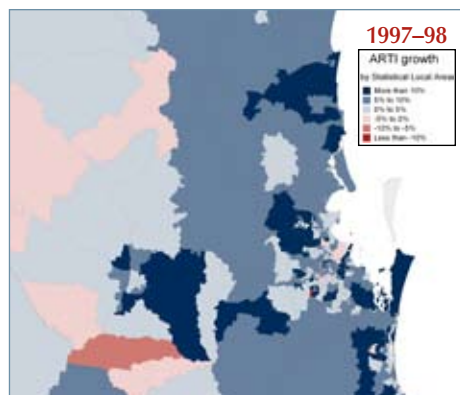 1997–98
ARTI growth
by Statistical Local Areas
More than 10%
5% to 10%
0% to 5%
-5% to 0%
-10% to -5%
Less than -10%